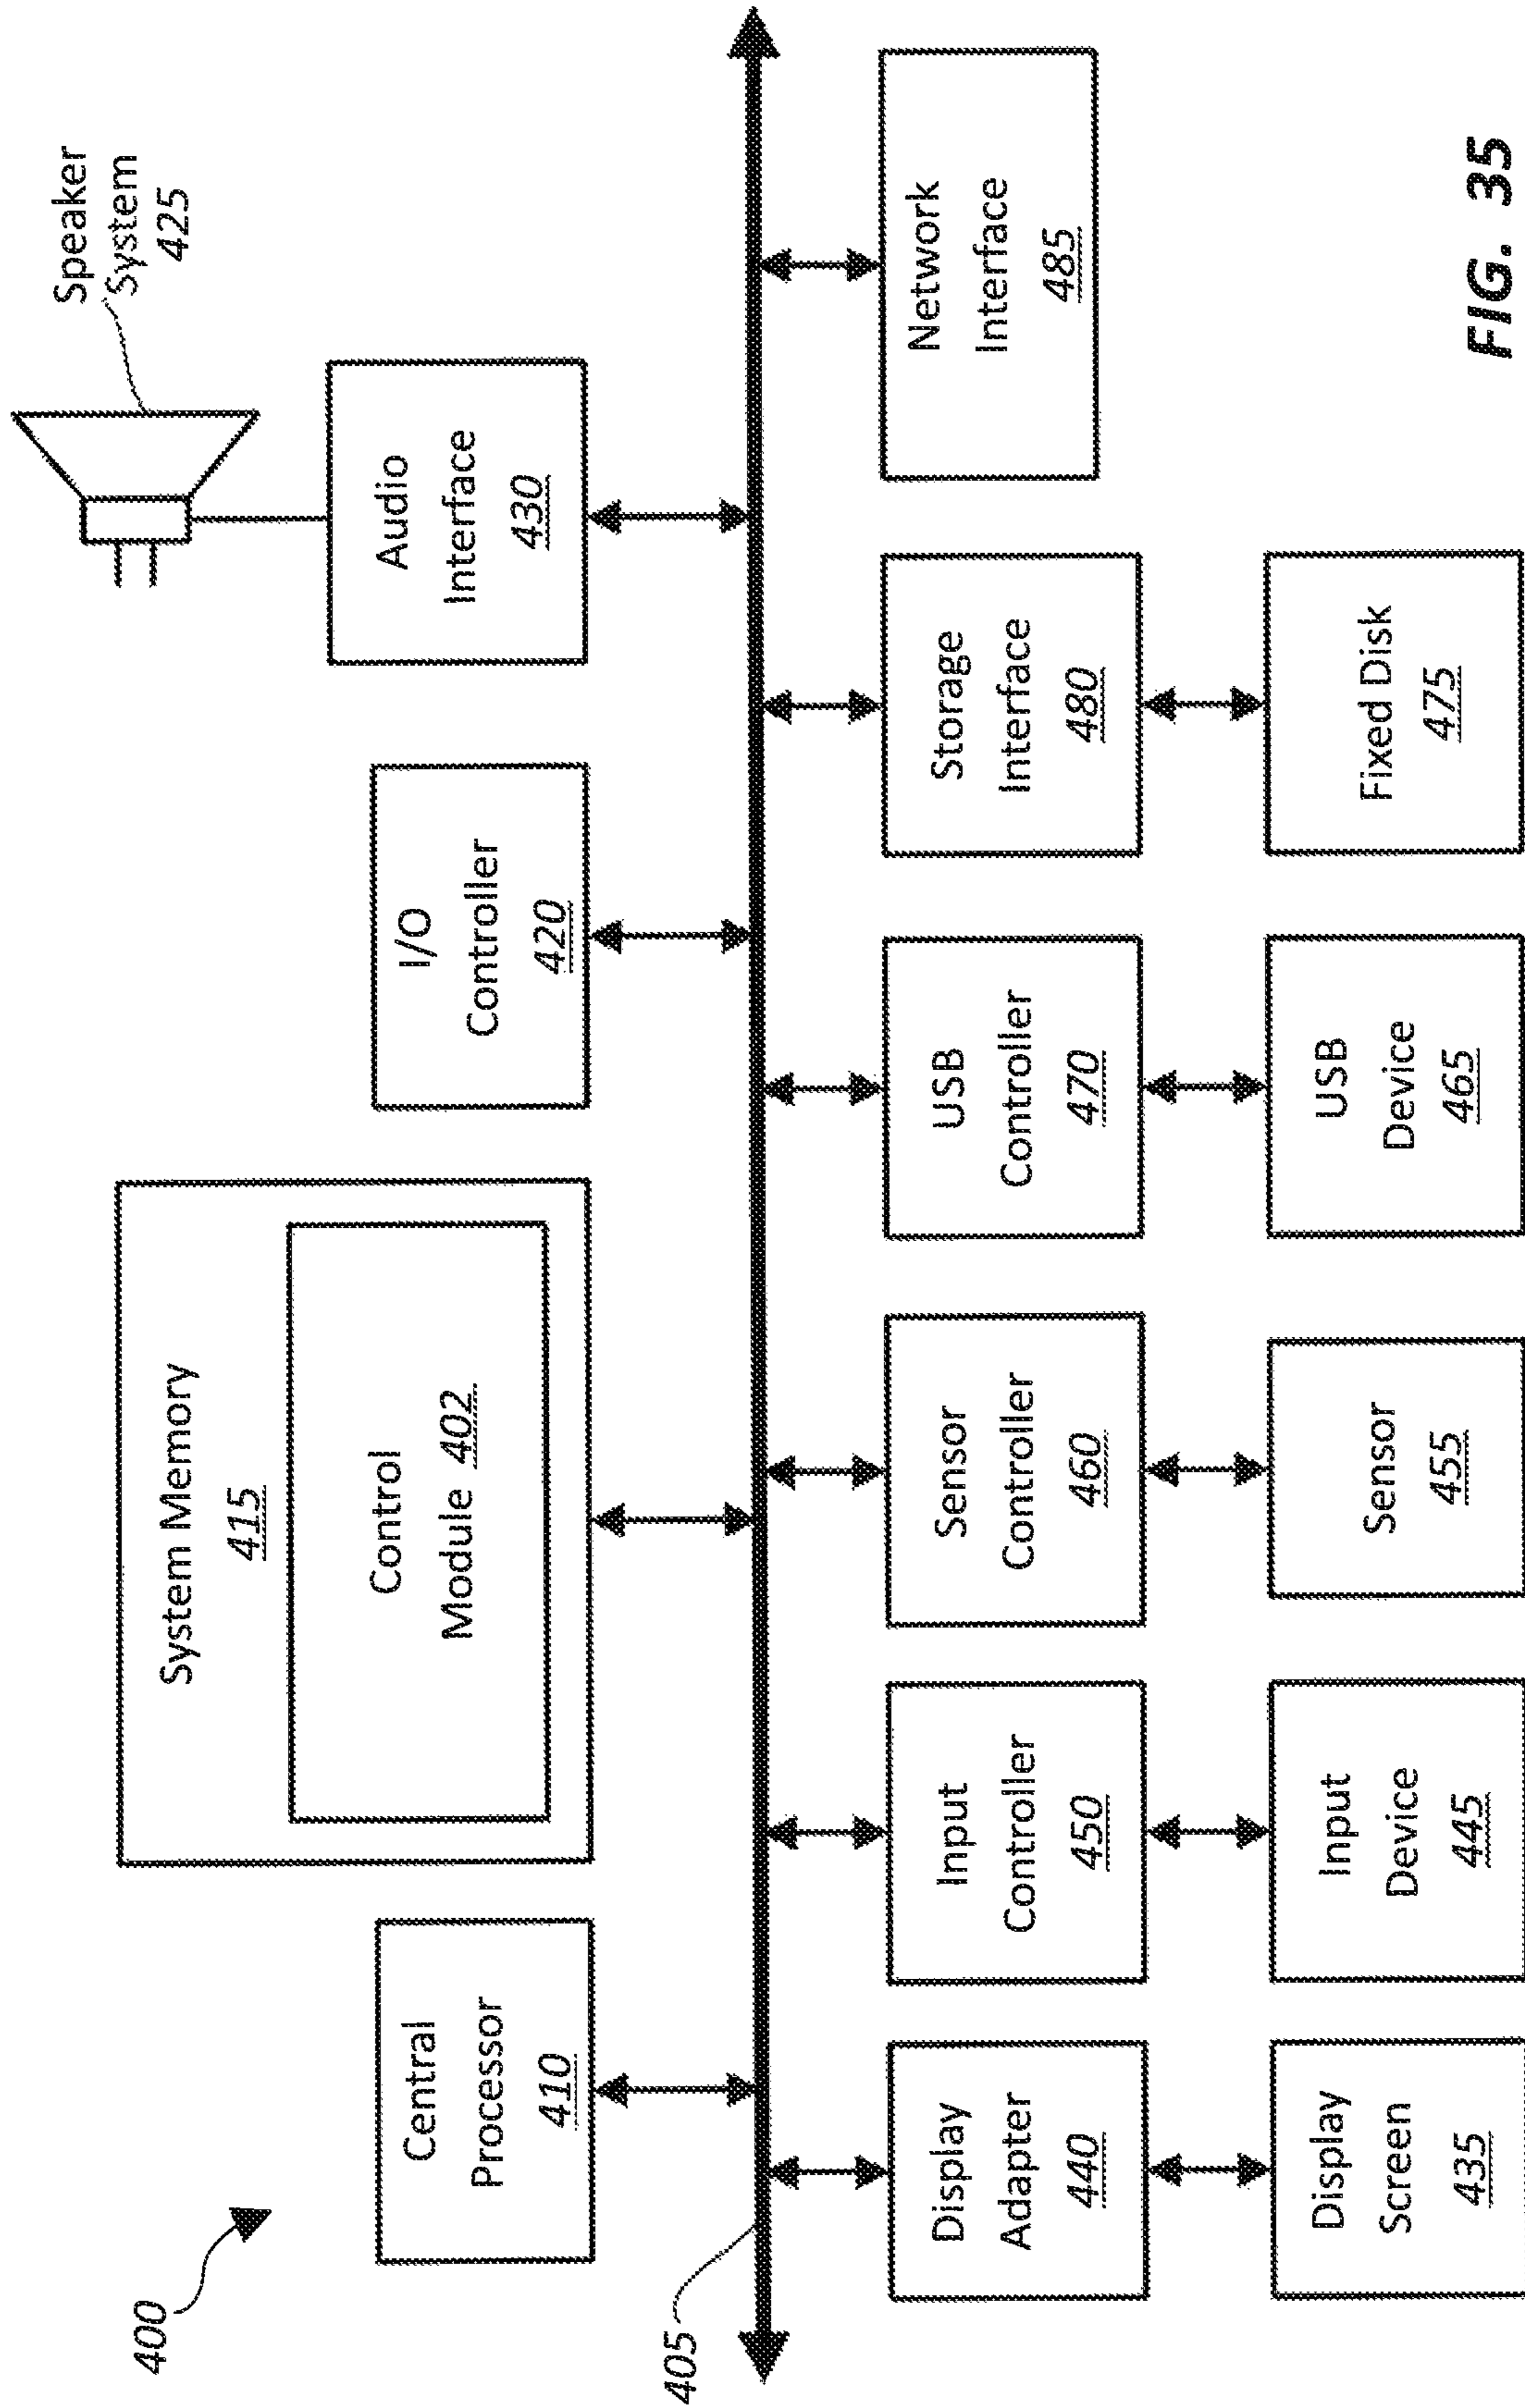 400
Speaker
System
425
System Memory
415
Control
Module 402
Central
Processor
410
I/O
Controller
420
Audio
Interface
430
405
Display
Adapter
440
Input
Controller
450
Sensor
Controller
460
USB
Controller
470
Storage
Interface
480
Network
Interface
485
Display
Screen
435
Input
Device
445
Sensor
455
USB
Device
465
Fixed Disk
475
FIG. 35